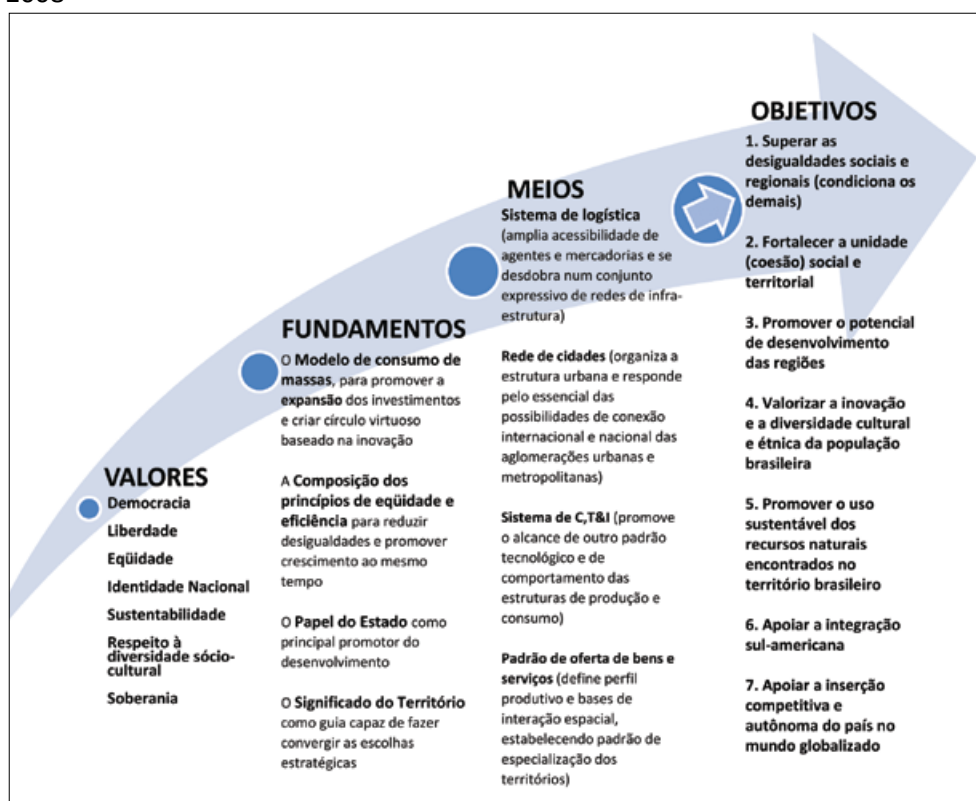 VALORES
Democracia
Liberdade
Eqüidade
Identidade Nacional
Sustentabilidade
Respeito à
diversidade sócio-
cultural
Soberania
FUNDAMENTOS
O Modelo de consumo de
massas, para promover a
expansão dos investimentos
e criar círculo virtuoso
baseado na inovação
A Composição dos
princípios de eqüidade e
eficiência para reduzir
desigualdades e promover
crescimento ao mesmo
tempo
O Papel do Estado como
principal promotor do
desenvolvimento
O Significado do Território
como guia capaz de fazer
convergir as escolhas
estratégicas
MEIOS
Sistema de logística
(amplia acessibilidade de
agentes e mercadorias e se
desdobra num conjunto
expressivo de redes de infra-
estrutura)
Rede de cidades (organiza a
estrutura urbana e responde
pelo essencial das
possibilidades de conexão
internacional e nacional das
aglomerações urbanas e
metropolitanas)
Sistema de C,T&I (promove
o alcance de outro padrão
tecnológico e de
comportamento das
estruturas de produção e
consumo)
Padrão de oferta de bens e
serviços (define perfil
produtivo e bases de
interação espacial,
estabelecendo padrão de
especialização dos
territórios)
OBJETIVOS
1. Superar as
desigualdades sociais e
regionais (condiciona os
demais)
2. Fortalecer a unidade
(coesão) social e
territorial
3. Promover o potencial
de desenvolvimento
das regiões
4. Valorizar a inovação
e a diversidade cultural
e étnica da população
brasileira
5. Promover o uso
sustentável dos
recursos naturais
encontrados no
território brasileiro
6. Apoiar a integração
sul-americana
7. Apoiar a inserção
competitiva e
autônoma do país no
mundo globalizado